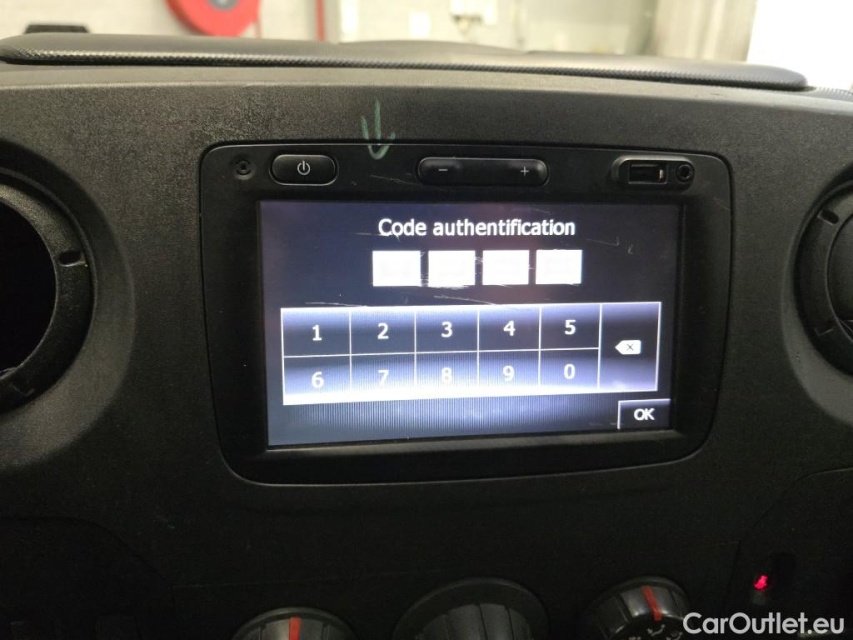 − +
Code authentification
1 2 3 4 5
6 7 8 9 0
OK
CarOutlet.eu